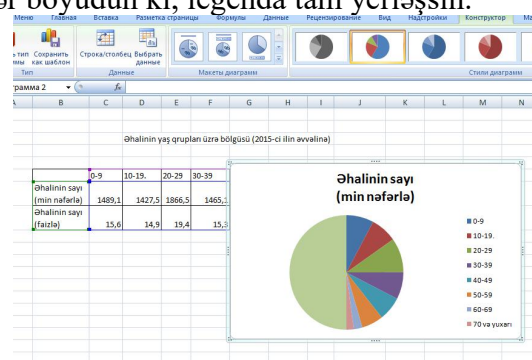 ər böyüdün ki, legenda tam yerləşsin.
Меню Главная Вставка Разметка страницы Формулы Данные Рецензирование Вид Надстройки Конструктор
тип Сохранить Строка/столбец Выбрать
как шаблон данные
Тип Данные Макеты диаграмм Стили диаграмм
рамма 2 fx
B C D E F G H I J K L M N
Əhalinin yaş qrupları üzrə bölgüsü (2015-ci ilin əvvəlinə)
0-9 10-19. 20-29 30-39
Əhalinin sayı
(min nəfərlə) 1489,1 1427,5 1866,5 1465,
Əhalinin sayı
(faizlə) 15,6 14,9 19,4 15,3
Əhalinin sayı
(min nəfərlə)
0-9
10-19.
20-29
30-39
40-49
50-59
60-69
70 və yuxarı